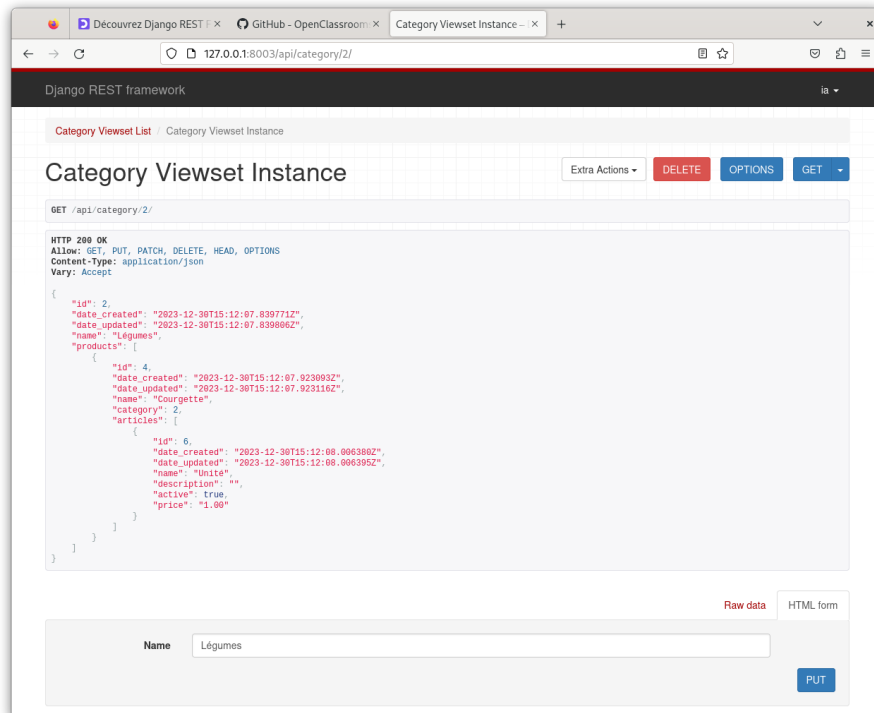 Découvrez Django REST F
GitHub - OpenClassroom
Category Viewset Instance –
127.0.0.1:8003/api/category/2/
Django REST framework
ia
Category Viewset List / Category Viewset Instance
Category Viewset Instance
Extra Actions
DELETE
OPTIONS
GET
GET /api/category/2/
HTTP 200 OK
Allow: GET, PUT, PATCH, DELETE, HEAD, OPTIONS
Content-Type: application/json
Vary: Accept
{
    "id": 2,
    "date_created": "2023-12-30T15:12:07.839771Z",
    "date_updated": "2023-12-30T15:12:07.839806Z",
    "name": "Légumes",
    "products": [
        {
            "id": 4,
            "date_created": "2023-12-30T15:12:07.923093Z",
            "date_updated": "2023-12-30T15:12:07.923116Z",
            "name": "Courgette",
            "category": 2,
            "articles": [
                {
                    "id": 6,
                    "date_created": "2023-12-30T15:12:08.006380Z",
                    "date_updated": "2023-12-30T15:12:08.006395Z",
                    "name": "Unité",
                    "description": "",
                    "active": true,
                    "price": "1.00"
                }
            ]
        }
    ]
}
Raw data
HTML form
Name
Légumes
PUT